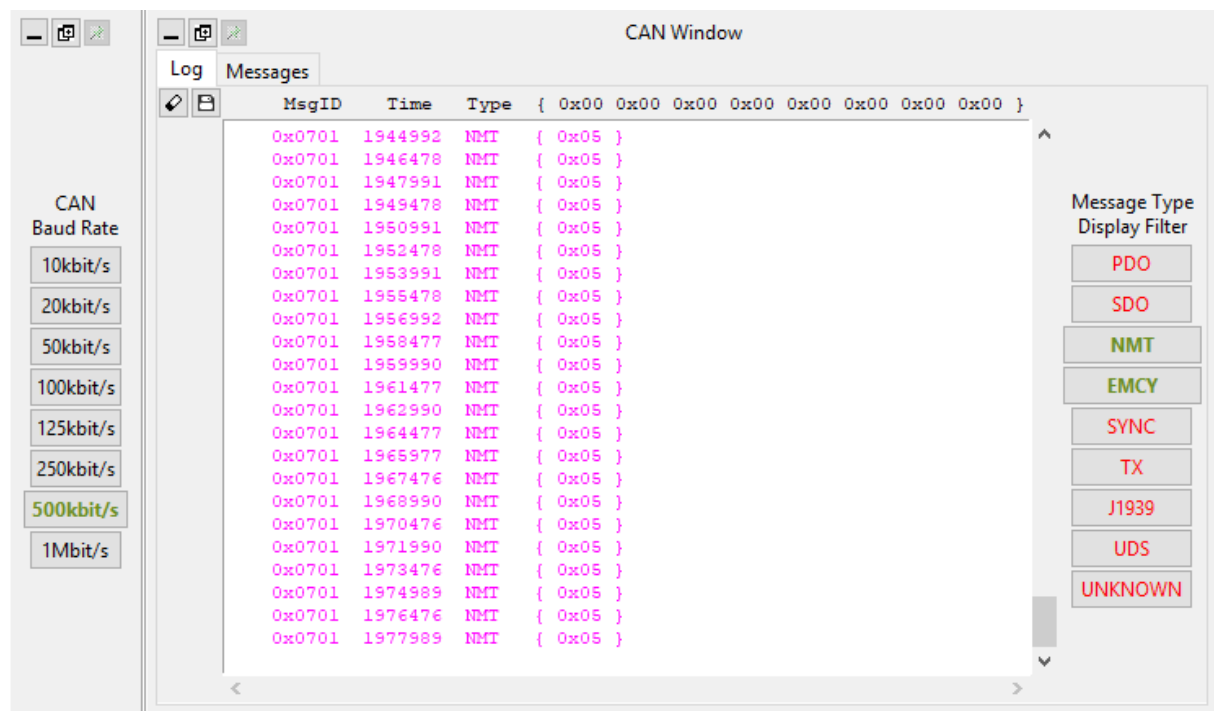 CAN
Baud Rate
10kbit/s
20kbit/s
50kbit/s
100kbit/s
125kbit/s
250kbit/s
500kbit/s
1Mbit/s
CAN Window
Log Messages
MsgID Time Type { 0x00 0x00 0x00 0x00 0x00 0x00 0x00 0x00 }
0x0701 1944992 NMT { 0x05 }
0x0701 1946478 NMT { 0x05 }
0x0701 1947991 NMT { 0x05 }
0x0701 1949478 NMT { 0x05 }
0x0701 1950991 NMT { 0x05 }
0x0701 1952478 NMT { 0x05 }
0x0701 1953991 NMT { 0x05 }
0x0701 1955478 NMT { 0x05 }
0x0701 1956992 NMT { 0x05 }
0x0701 1958477 NMT { 0x05 }
0x0701 1959990 NMT { 0x05 }
0x0701 1961477 NMT { 0x05 }
0x0701 1962990 NMT { 0x05 }
0x0701 1964477 NMT { 0x05 }
0x0701 1965977 NMT { 0x05 }
0x0701 1967476 NMT { 0x05 }
0x0701 1968990 NMT { 0x05 }
0x0701 1970476 NMT { 0x05 }
0x0701 1971990 NMT { 0x05 }
0x0701 1973476 NMT { 0x05 }
0x0701 1974989 NMT { 0x05 }
0x0701 1976476 NMT { 0x05 }
0x0701 1977989 NMT { 0x05 }
Message Type
Display Filter
PDO
SDO
NMT
EMCY
SYNC
TX
J1939
UDS
UNKNOWN